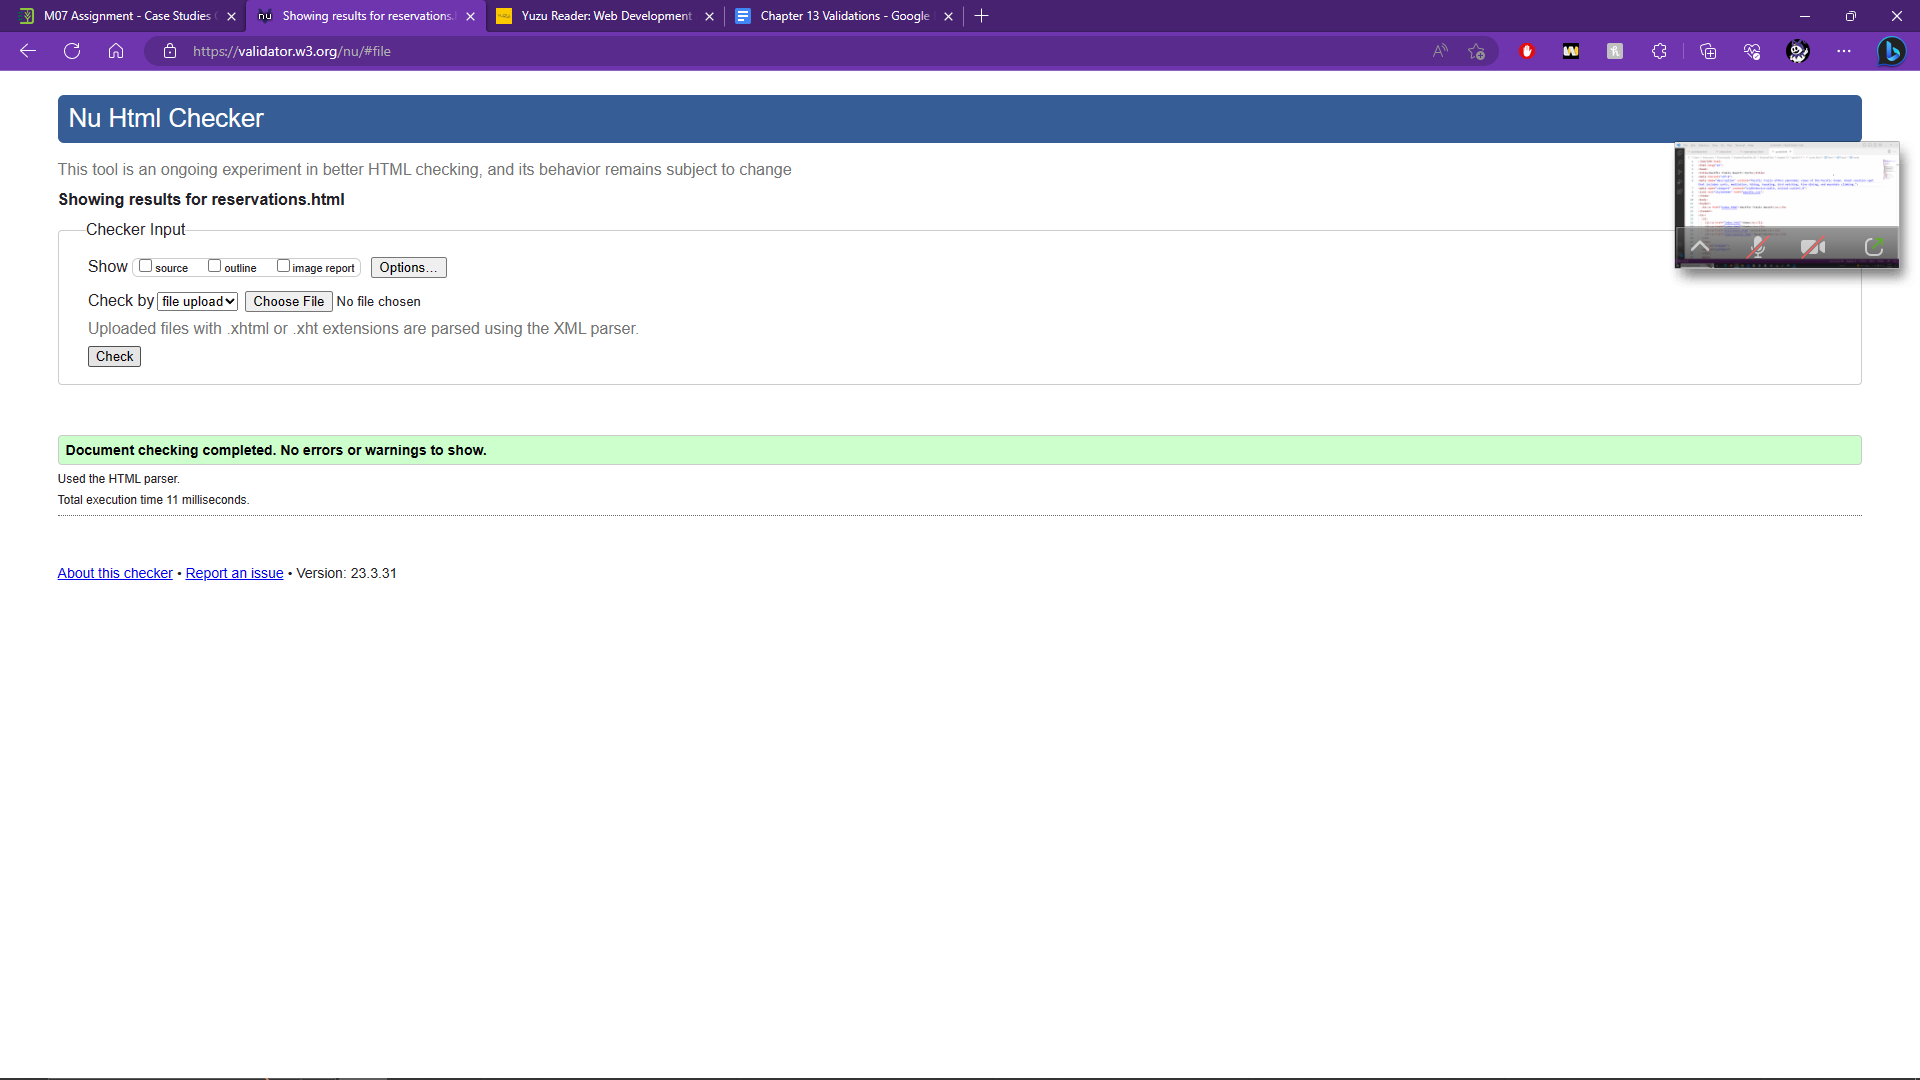 M07 Assignment - Case Studies
Showing results for reservations.
Yuzu Reader: Web Development
Chapter 13 Validations - Google
https://validator.w3.org/nu/#file
Nu Html Checker
This tool is an ongoing experiment in better HTML checking, and its behavior remains subject to change
Showing results for reservations.html
Checker Input
Show source outline image report Options...
Check by file upload Choose File No file chosen
Uploaded files with .xhtml or .xht extensions are parsed using the XML parser.
Check
Document checking completed. No errors or warnings to show.
Used the HTML parser.
Total execution time 11 milliseconds.
About this checker • Report an issue • Version: 23.3.31